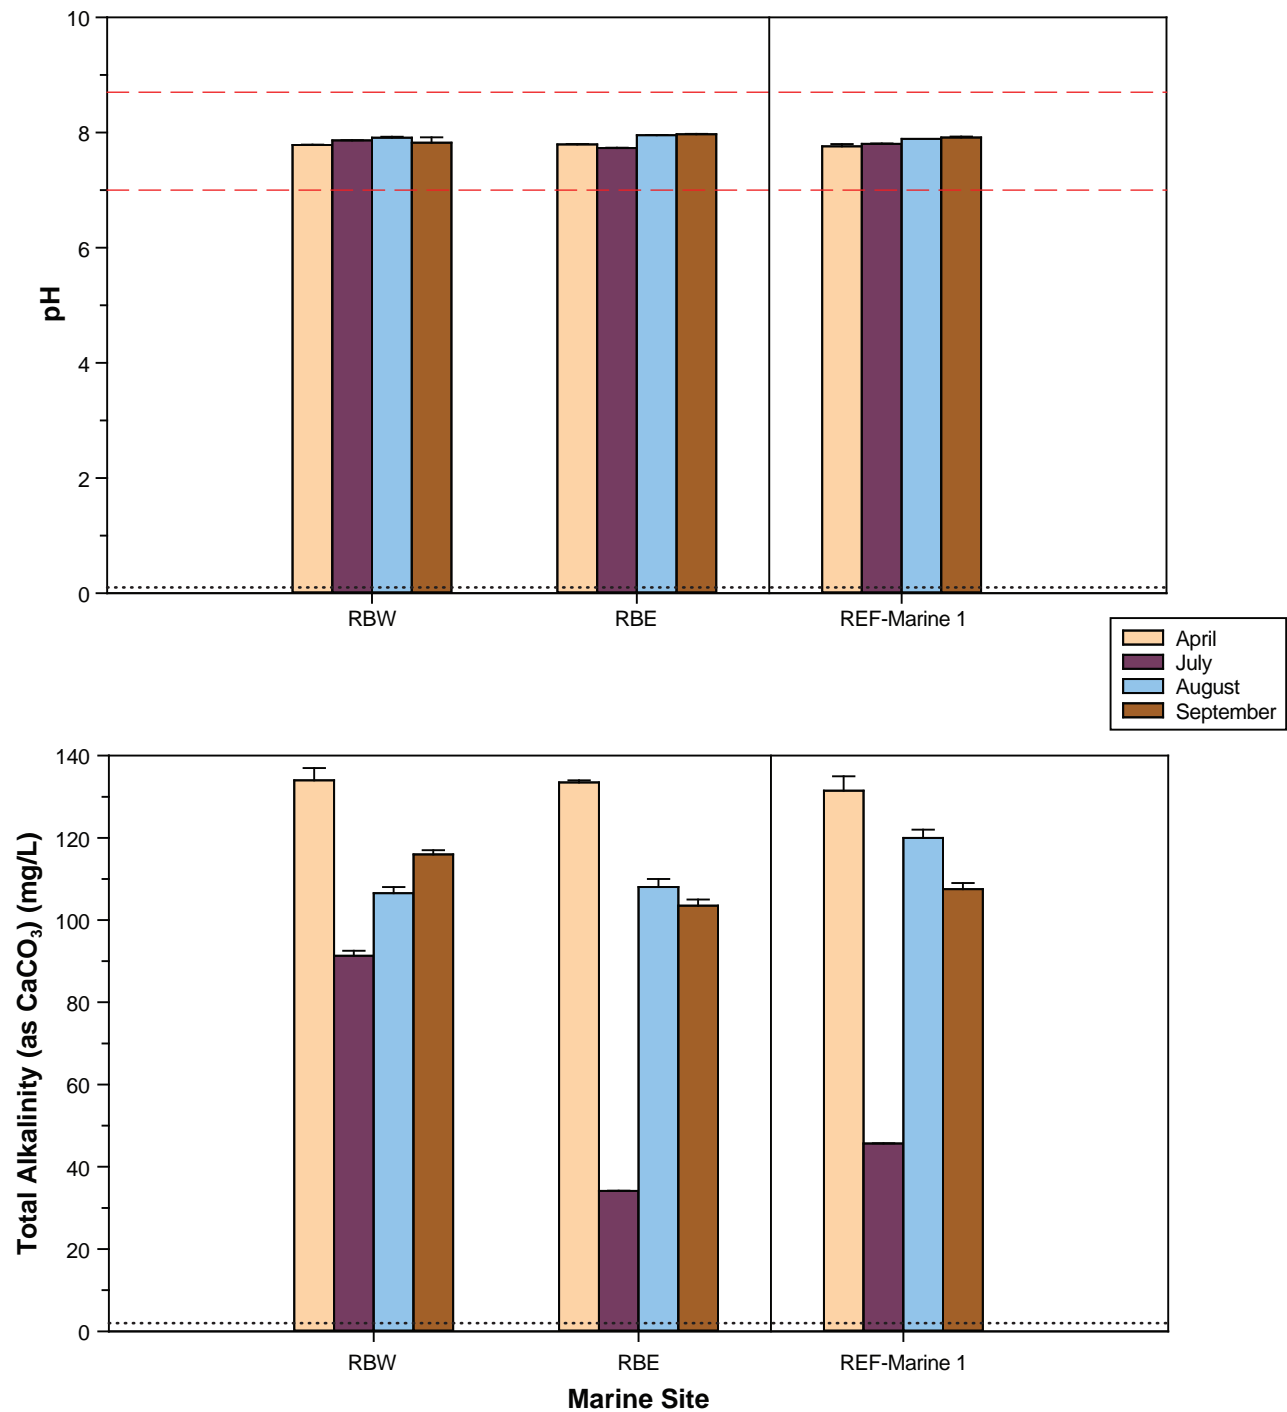 10
8
6
4
2
0
pH
RBW
RBE
REF-Marine 1
April
July
August
September
140
120
100
80
60
40
20
0
Total Alkalinity (as CaCO₃) (mg/L)
RBW
RBE
REF-Marine 1
Marine Site